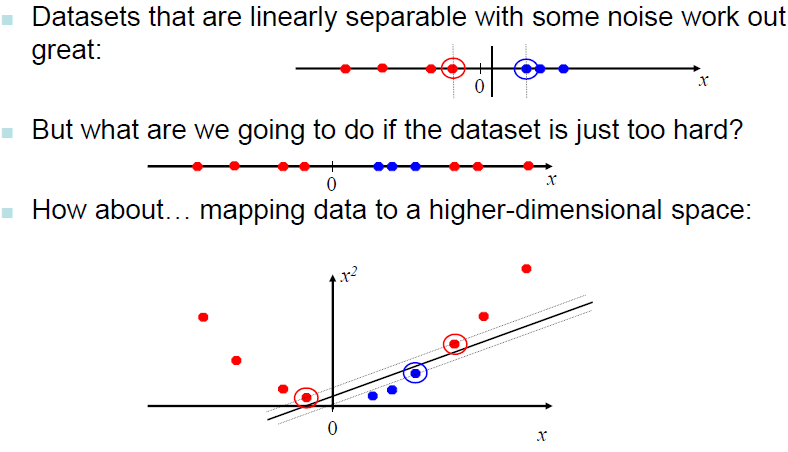 Datasets that are linearly separable with some noise work out
great:
0
x
But what are we going to do if the dataset is just too hard?
0
x
How about… mapping data to a higher-dimensional space:
x²
0
x